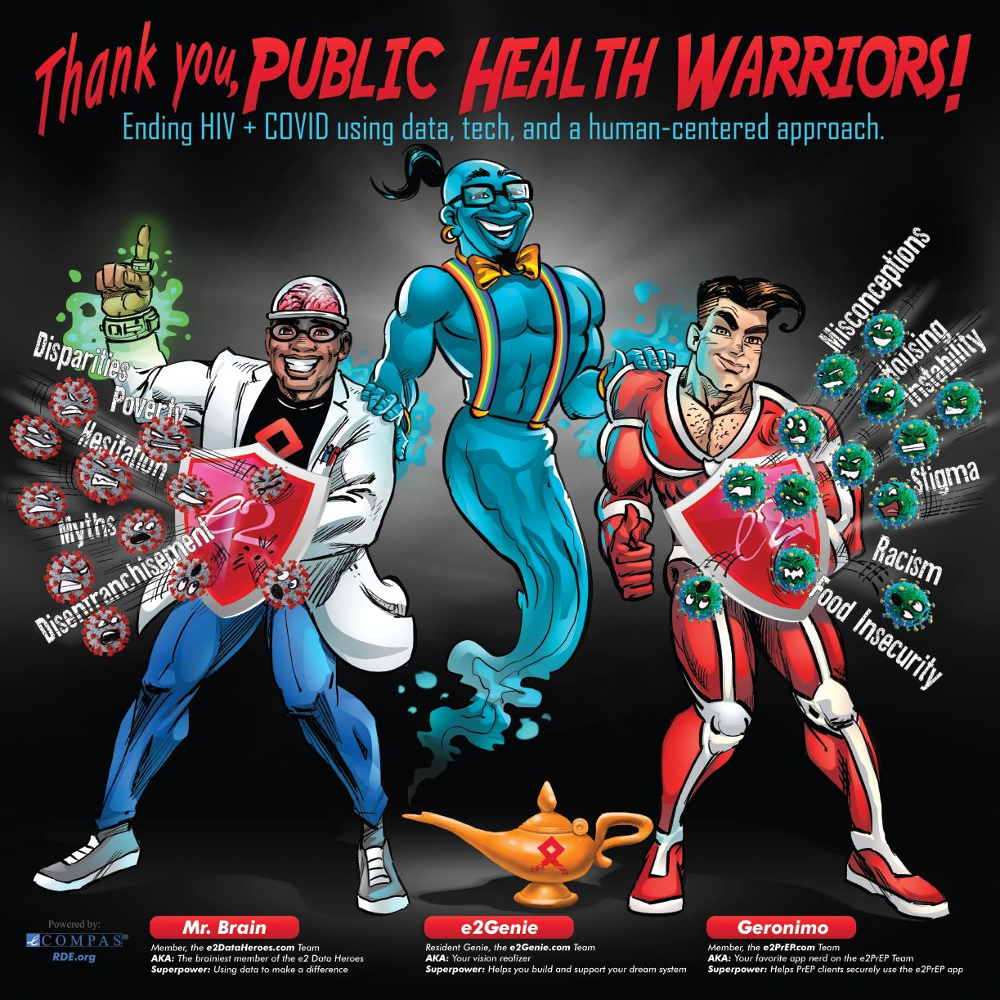 Thank you, PUBLIC HEALTH WARRIORS!
Ending HIV + COVID using data, tech, and a human-centered approach.
Disparities
Poverty
Hesitation
Myths
Disenfranchisement
e2
Misconceptions
Housing
Instability
Stigma
Racism
Food Insecurity
e2
Powered by:
eCOMPAS®
RDE.org
Mr. Brain
Member, the e2DataHeroes.com Team
AKA: The brainiest member of the e2 Data Heroes
Superpower: Using data to make a difference
e2Genie
Resident Genie, the e2Genie.com Team
AKA: Your vision realizer
Superpower: Helps you build and support your dream system
Geronimo
Member, the e2PrEP.com Team
AKA: Your favorite app nerd on the e2PrEP Team
Superpower: Helps PrEP clients securely use the e2PrEP app